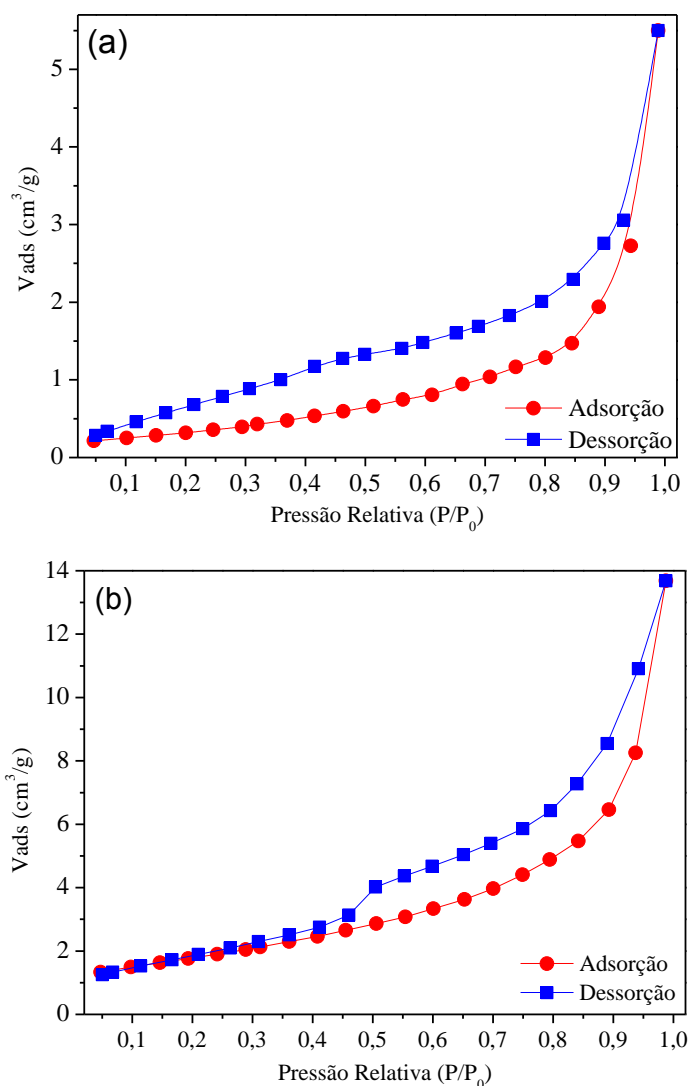 (a)
5
4
3
2
1
0
Vads (cm³/g)
Adsorção
Dessorção
0,1 0,2 0,3 0,4 0,5 0,6 0,7 0,8 0,9 1,0
Pressão Relativa (P/P₀)
(b)
14
12
10
8
6
4
2
0
Vads (cm³/g)
Adsorção
Dessorção
0,1 0,2 0,3 0,4 0,5 0,6 0,7 0,8 0,9 1,0
Pressão Relativa (P/P₀)